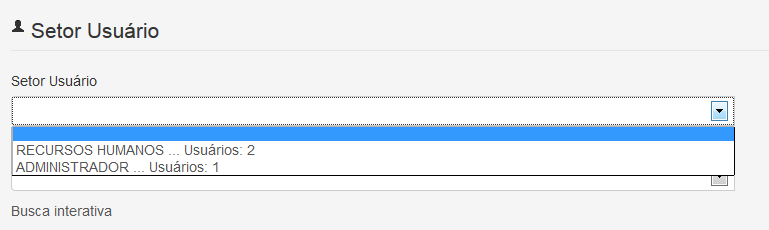 Setor Usuário
Setor Usuário
RECURSOS HUMANOS ... Usuários: 2
ADMINISTRADOR ... Usuários: 1
Busca interativa